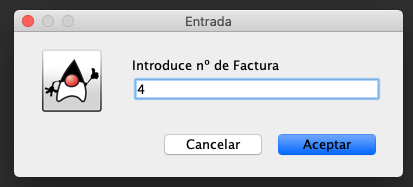 Entrada
Introduce nº de Factura
4
Cancelar
Aceptar